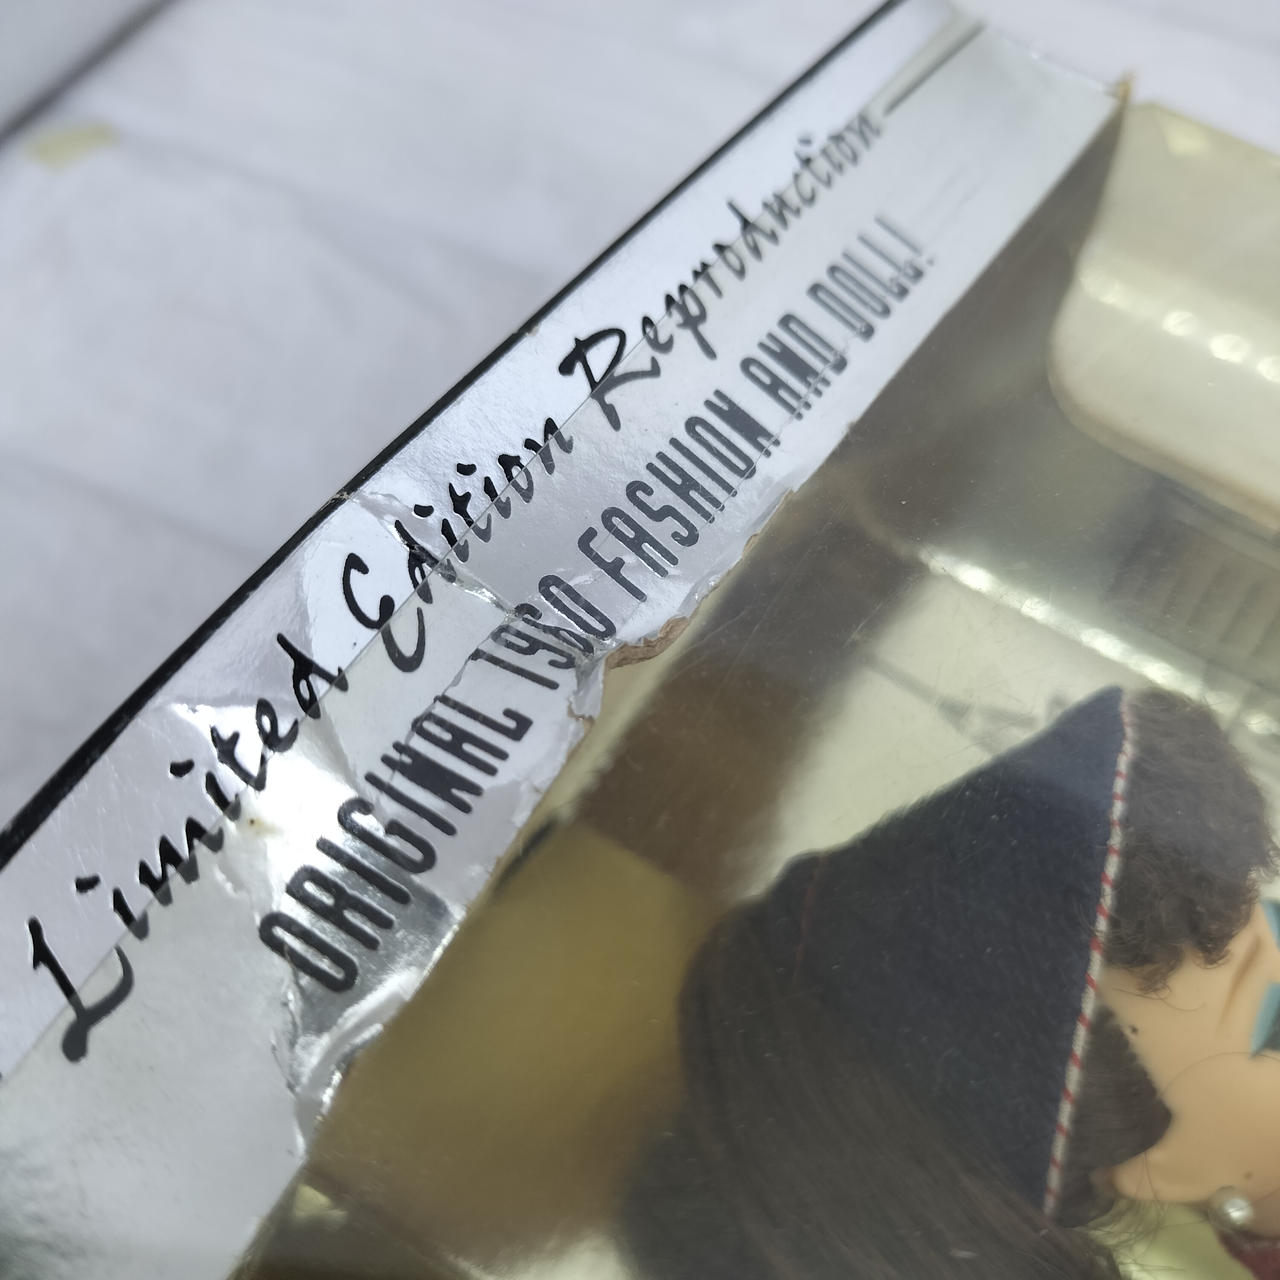 Limited Edition Reproduction
ORIGINAL 1960 FASHION AND DOLL!